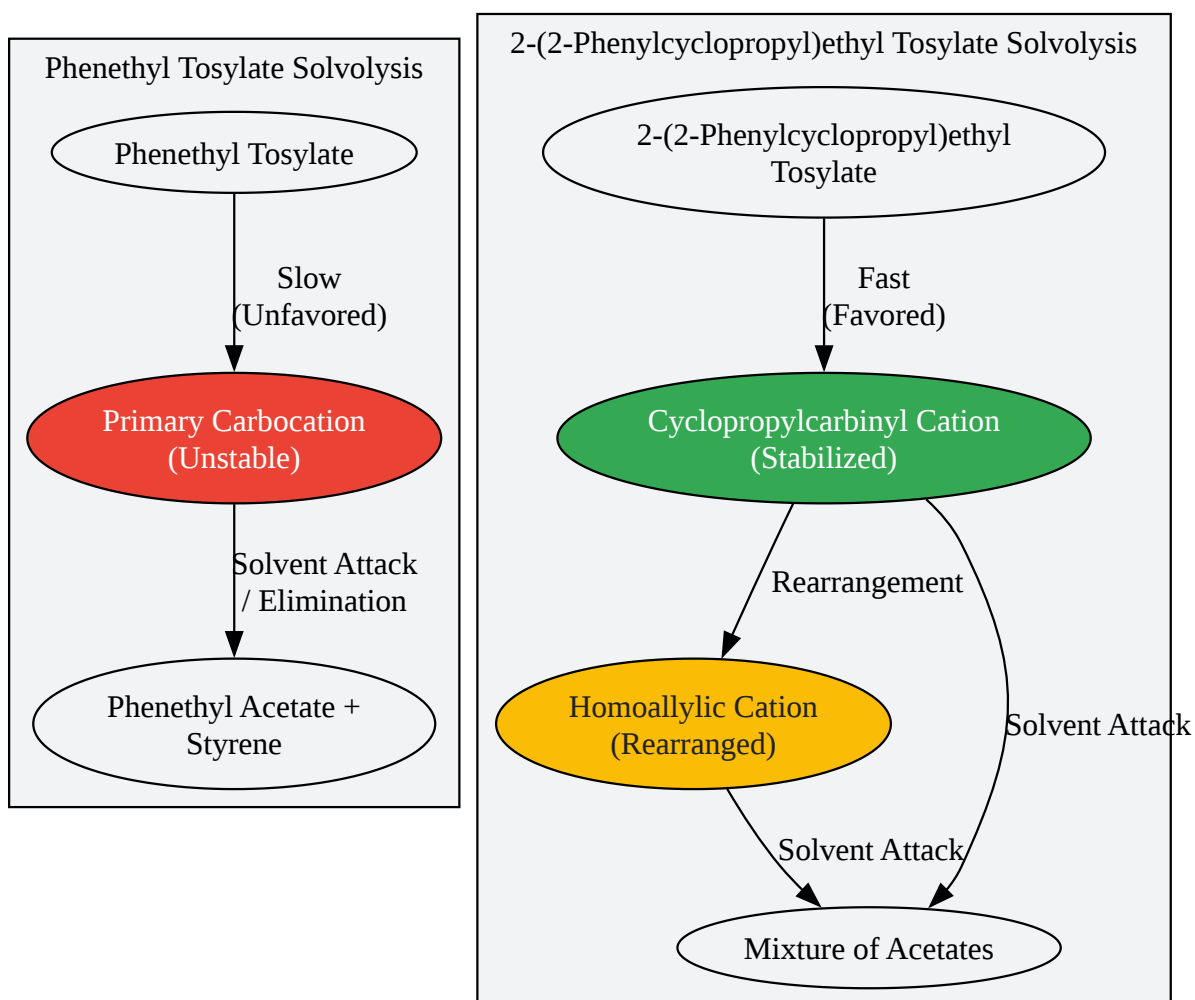 Phenethyl Tosylate Solvolysis
Phenethyl Tosylate
Slow
(Unfavored)
Primary Carbocation
(Unstable)
Solvent Attack
/ Elimination
Phenethyl Acetate +
Styrene
2-(2-Phenylcyclopropyl)ethyl Tosylate Solvolysis
2-(2-Phenylcyclopropyl)ethyl
Tosylate
Fast
(Favored)
Cyclopropylcarbinyl Cation
(Stabilized)
Rearrangement
Homoallylic Cation
(Rearranged)
Solvent Attack
Solvent Attack
Mixture of Acetates